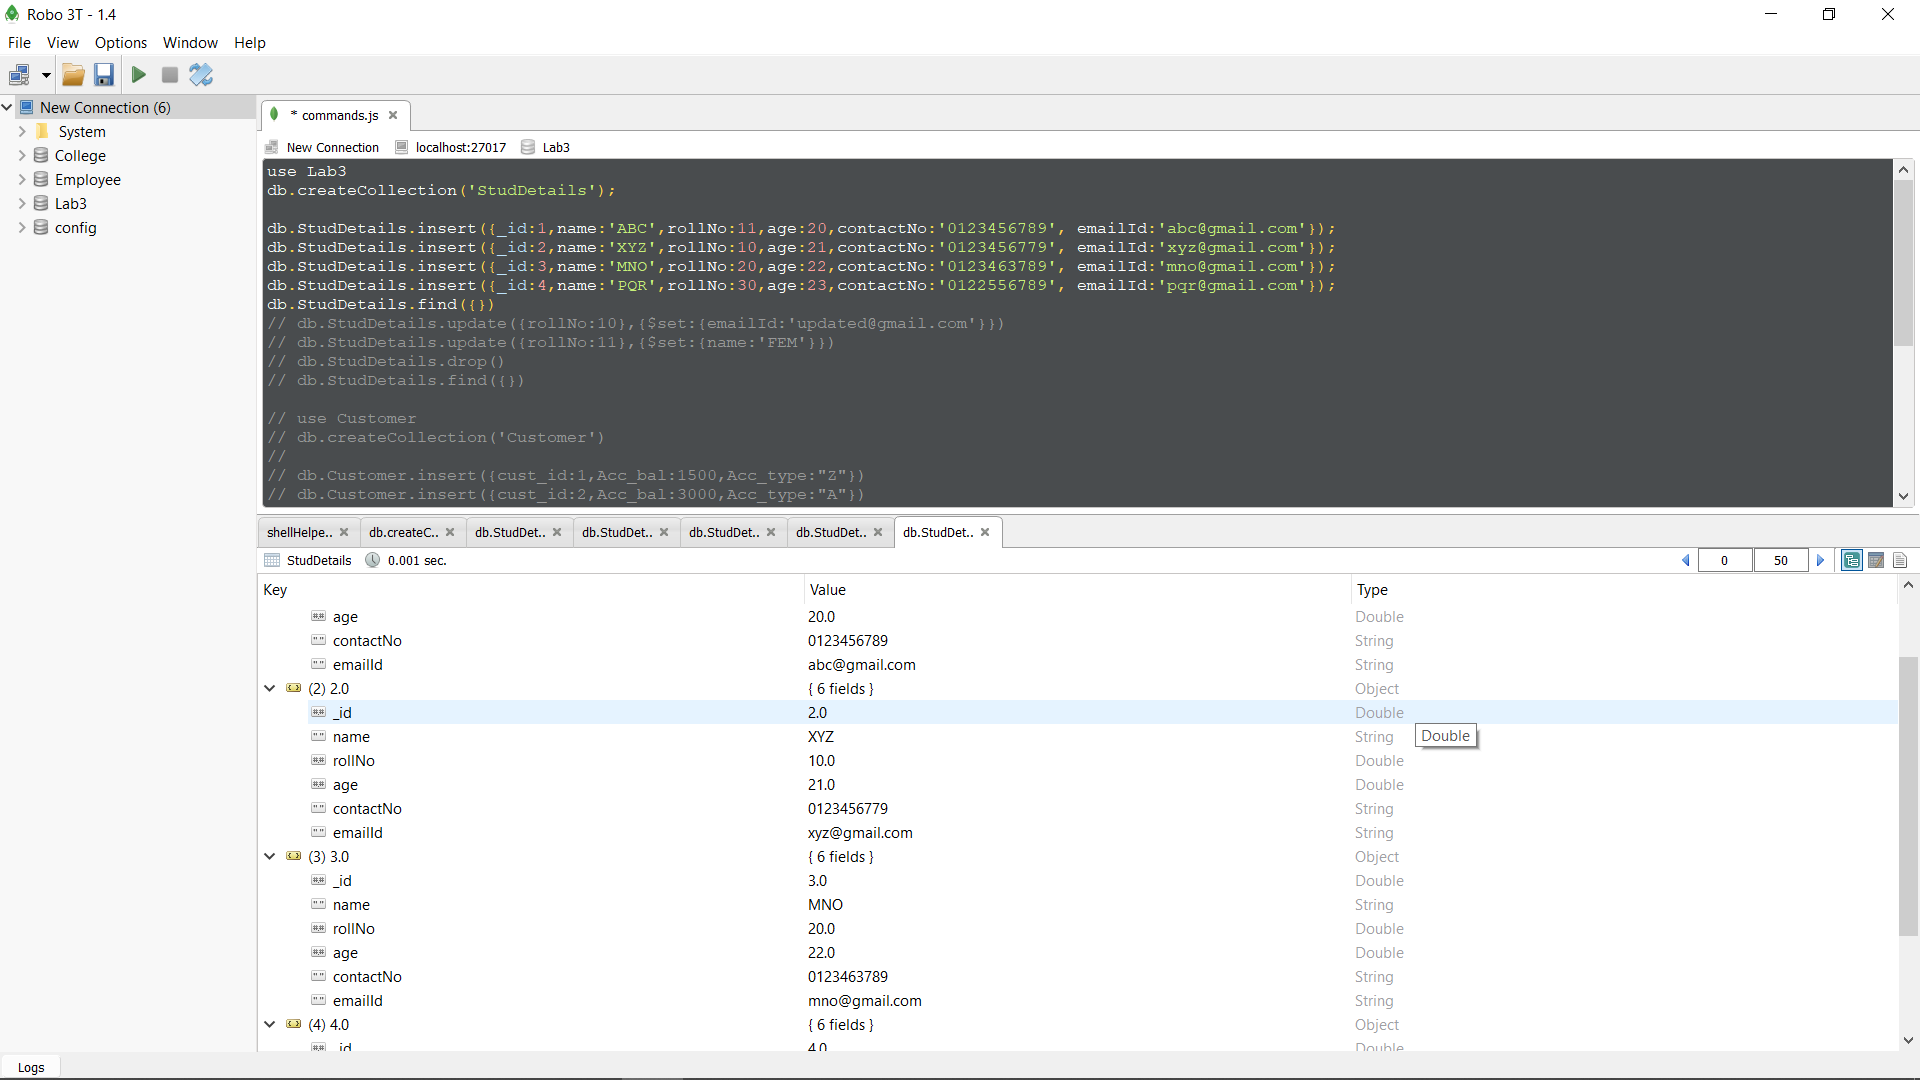 Robo 3T - 1.4
File View Options Window Help
New Connection (6)
System
College
Employee
Lab3
config
* commands.js
New Connection localhost:27017 Lab3
use Lab3
db.createCollection('StudDetails');
db.StudDetails.insert({_id:1,name:'ABC',rollNo:11,age:20,contactNo:'0123456789', emailId:'abc@gmail.com'});
db.StudDetails.insert({_id:2,name:'XYZ',rollNo:10,age:21,contactNo:'0123456779', emailId:'xyz@gmail.com'});
db.StudDetails.insert({_id:3,name:'MNO',rollNo:20,age:22,contactNo:'0123463789', emailId:'mno@gmail.com'});
db.StudDetails.insert({_id:4,name:'PQR',rollNo:30,age:23,contactNo:'0122556789', emailId:'pqr@gmail.com'});
db.StudDetails.find({})
// db.StudDetails.update({rollNo:10},{$set:{emailId:'updated@gmail.com'}})
// db.StudDetails.update({rollNo:11},{$set:{name:'FEM'}})
// db.StudDetails.drop()
// db.StudDetails.find({})
// use Customer
// db.createCollection('Customer')
//
// db.Customer.insert({cust_id:1,Acc_bal:1500,Acc_type:"Z"})
// db.Customer.insert({cust_id:2,Acc_bal:3000,Acc_type:"A"})
shellHelpe.. db.createC.. db.StudDet.. db.StudDet.. db.StudDet.. db.StudDet.. db.StudDet..
StudDetails 0.001 sec. 0 50
Key Value Type
age 20.0 Double
contactNo 0123456789 String
emailId abc@gmail.com String
(2) 2.0 { 6 fields } Object
_id 2.0 Double
name XYZ String Double
rollNo 10.0 Double
age 21.0 Double
contactNo 0123456779 String
emailId xyz@gmail.com String
(3) 3.0 { 6 fields } Object
_id 3.0 Double
name MNO String
rollNo 20.0 Double
age 22.0 Double
contactNo 0123463789 String
emailId mno@gmail.com String
(4) 4.0 { 6 fields } Object
_id 4.0 Double
Logs